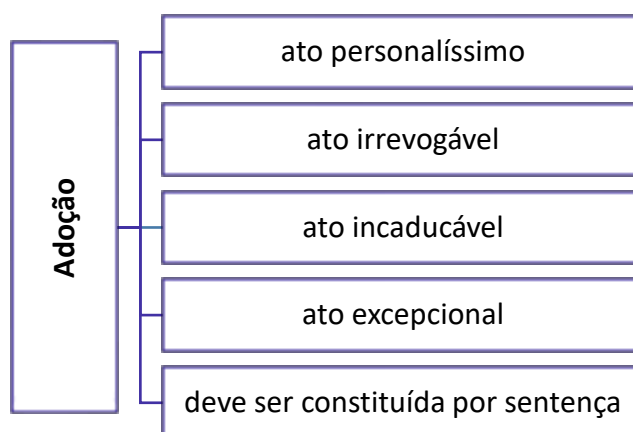 Adoção
ato personalíssimo
ato irrevogável
ato incaducável
ato excepcional
deve ser constituída por sentença